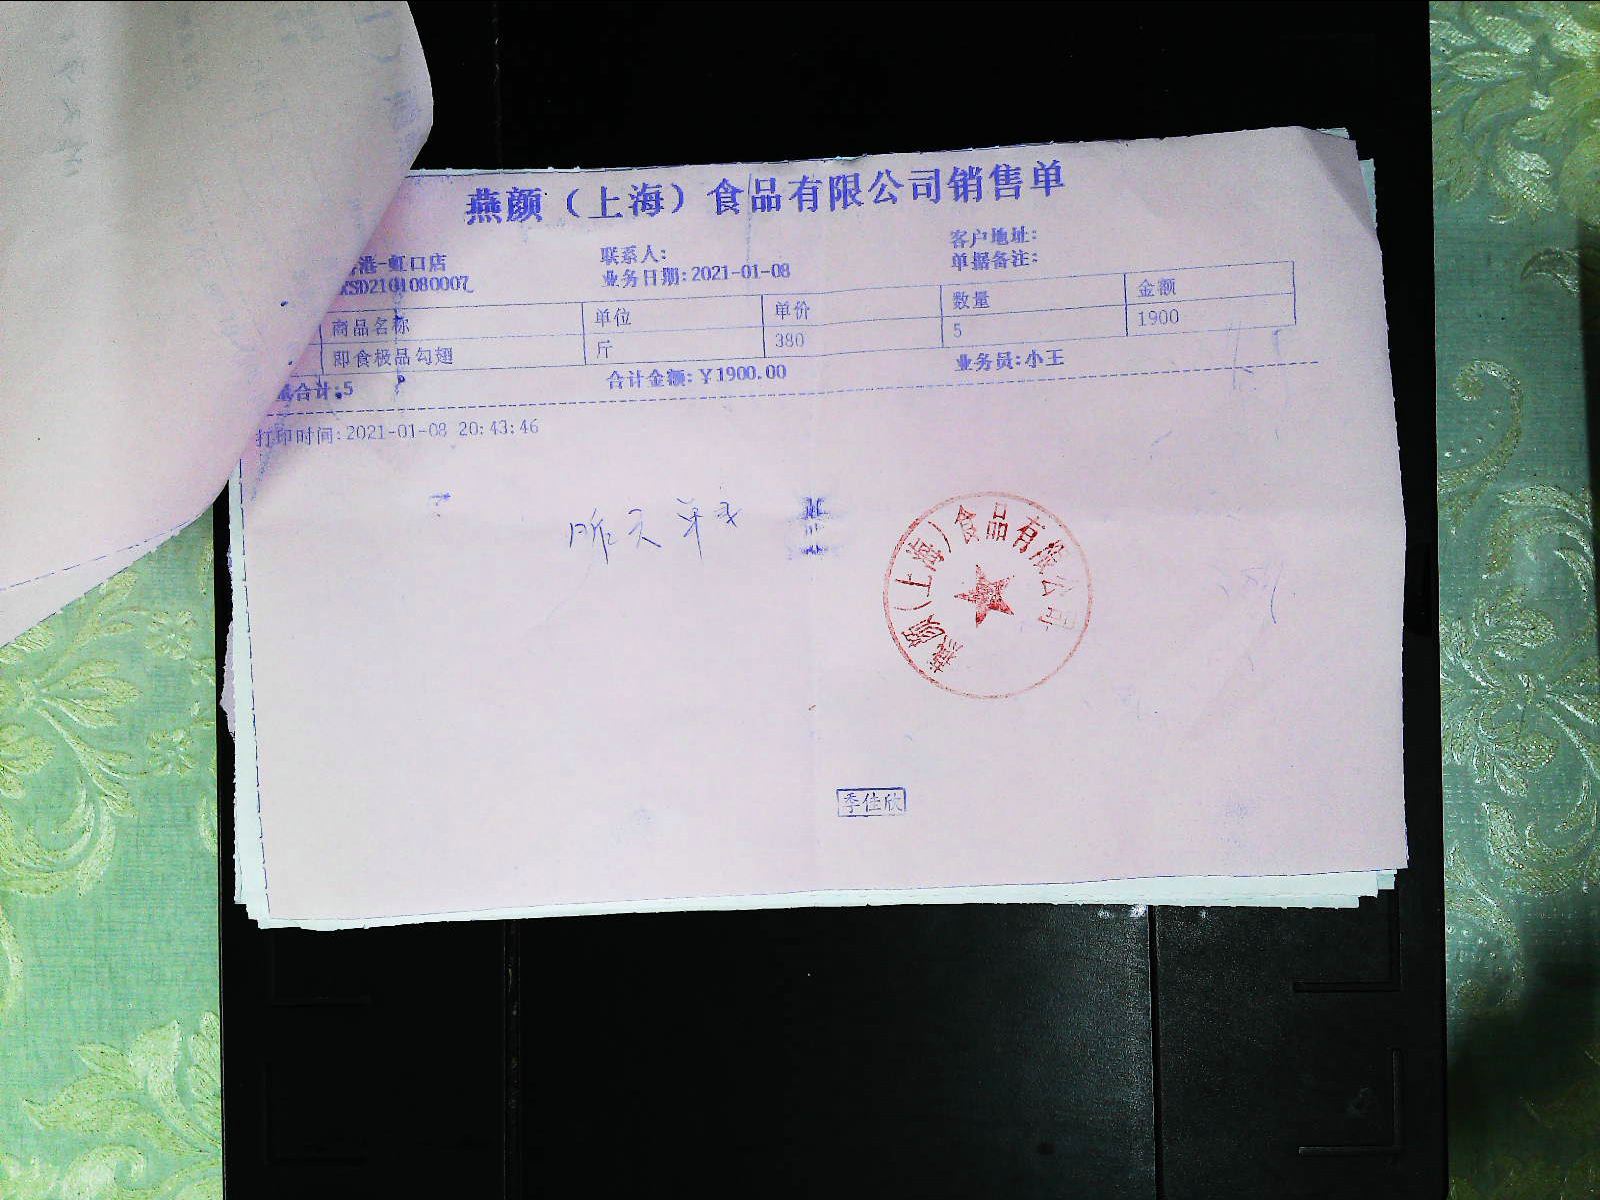 燕颜（上海）食品有限公司销售单
港-虹口店 联系人: 客户地址:
XSD2101080007 业务日期:2021-01-08 单据备注:
商品名称 单位 单价 数量 金额
即食极品勾翅 斤 380 5 1900
合计:5 合计金额:￥1900.00 业务员:小王
打印时间:2021-01-08 20:43:46
昨天单
燕颜（上海）食品有限公司
季佳欣